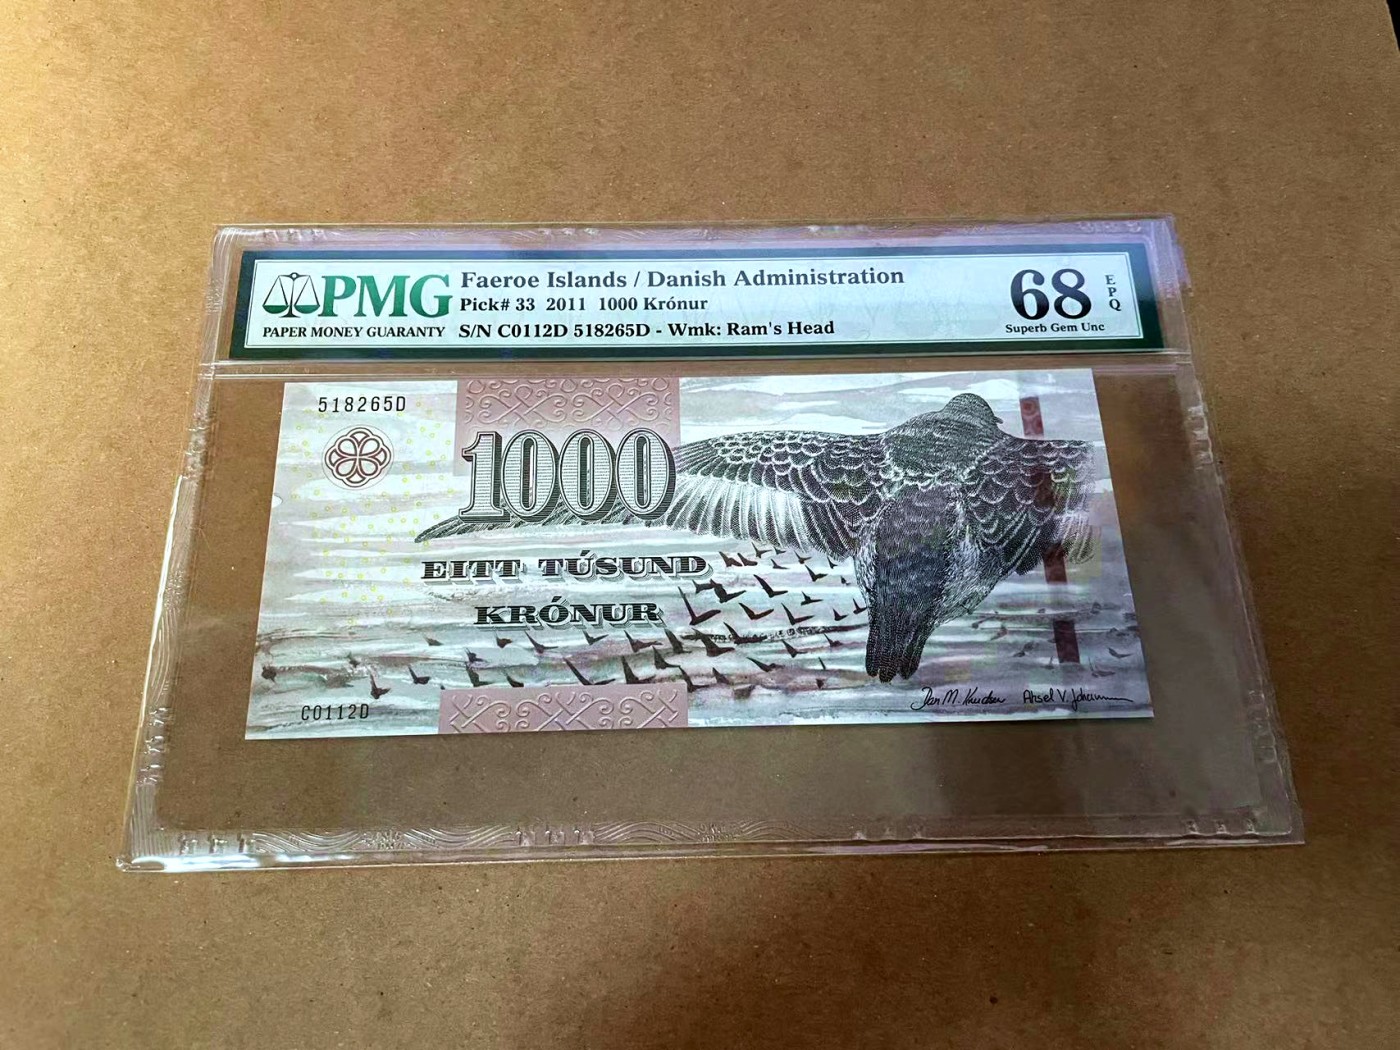 PMG
PAPER MONEY GUARANTY
Faeroe Islands / Danish Administration
Pick# 33 2011 1000 Krónur
S/N C0112D 518265D - Wmk: Ram's Head
68
EPQ
Superb Gem Unc
518265D
1000
EITT TÚSUND
KRÓNUR
C0112D